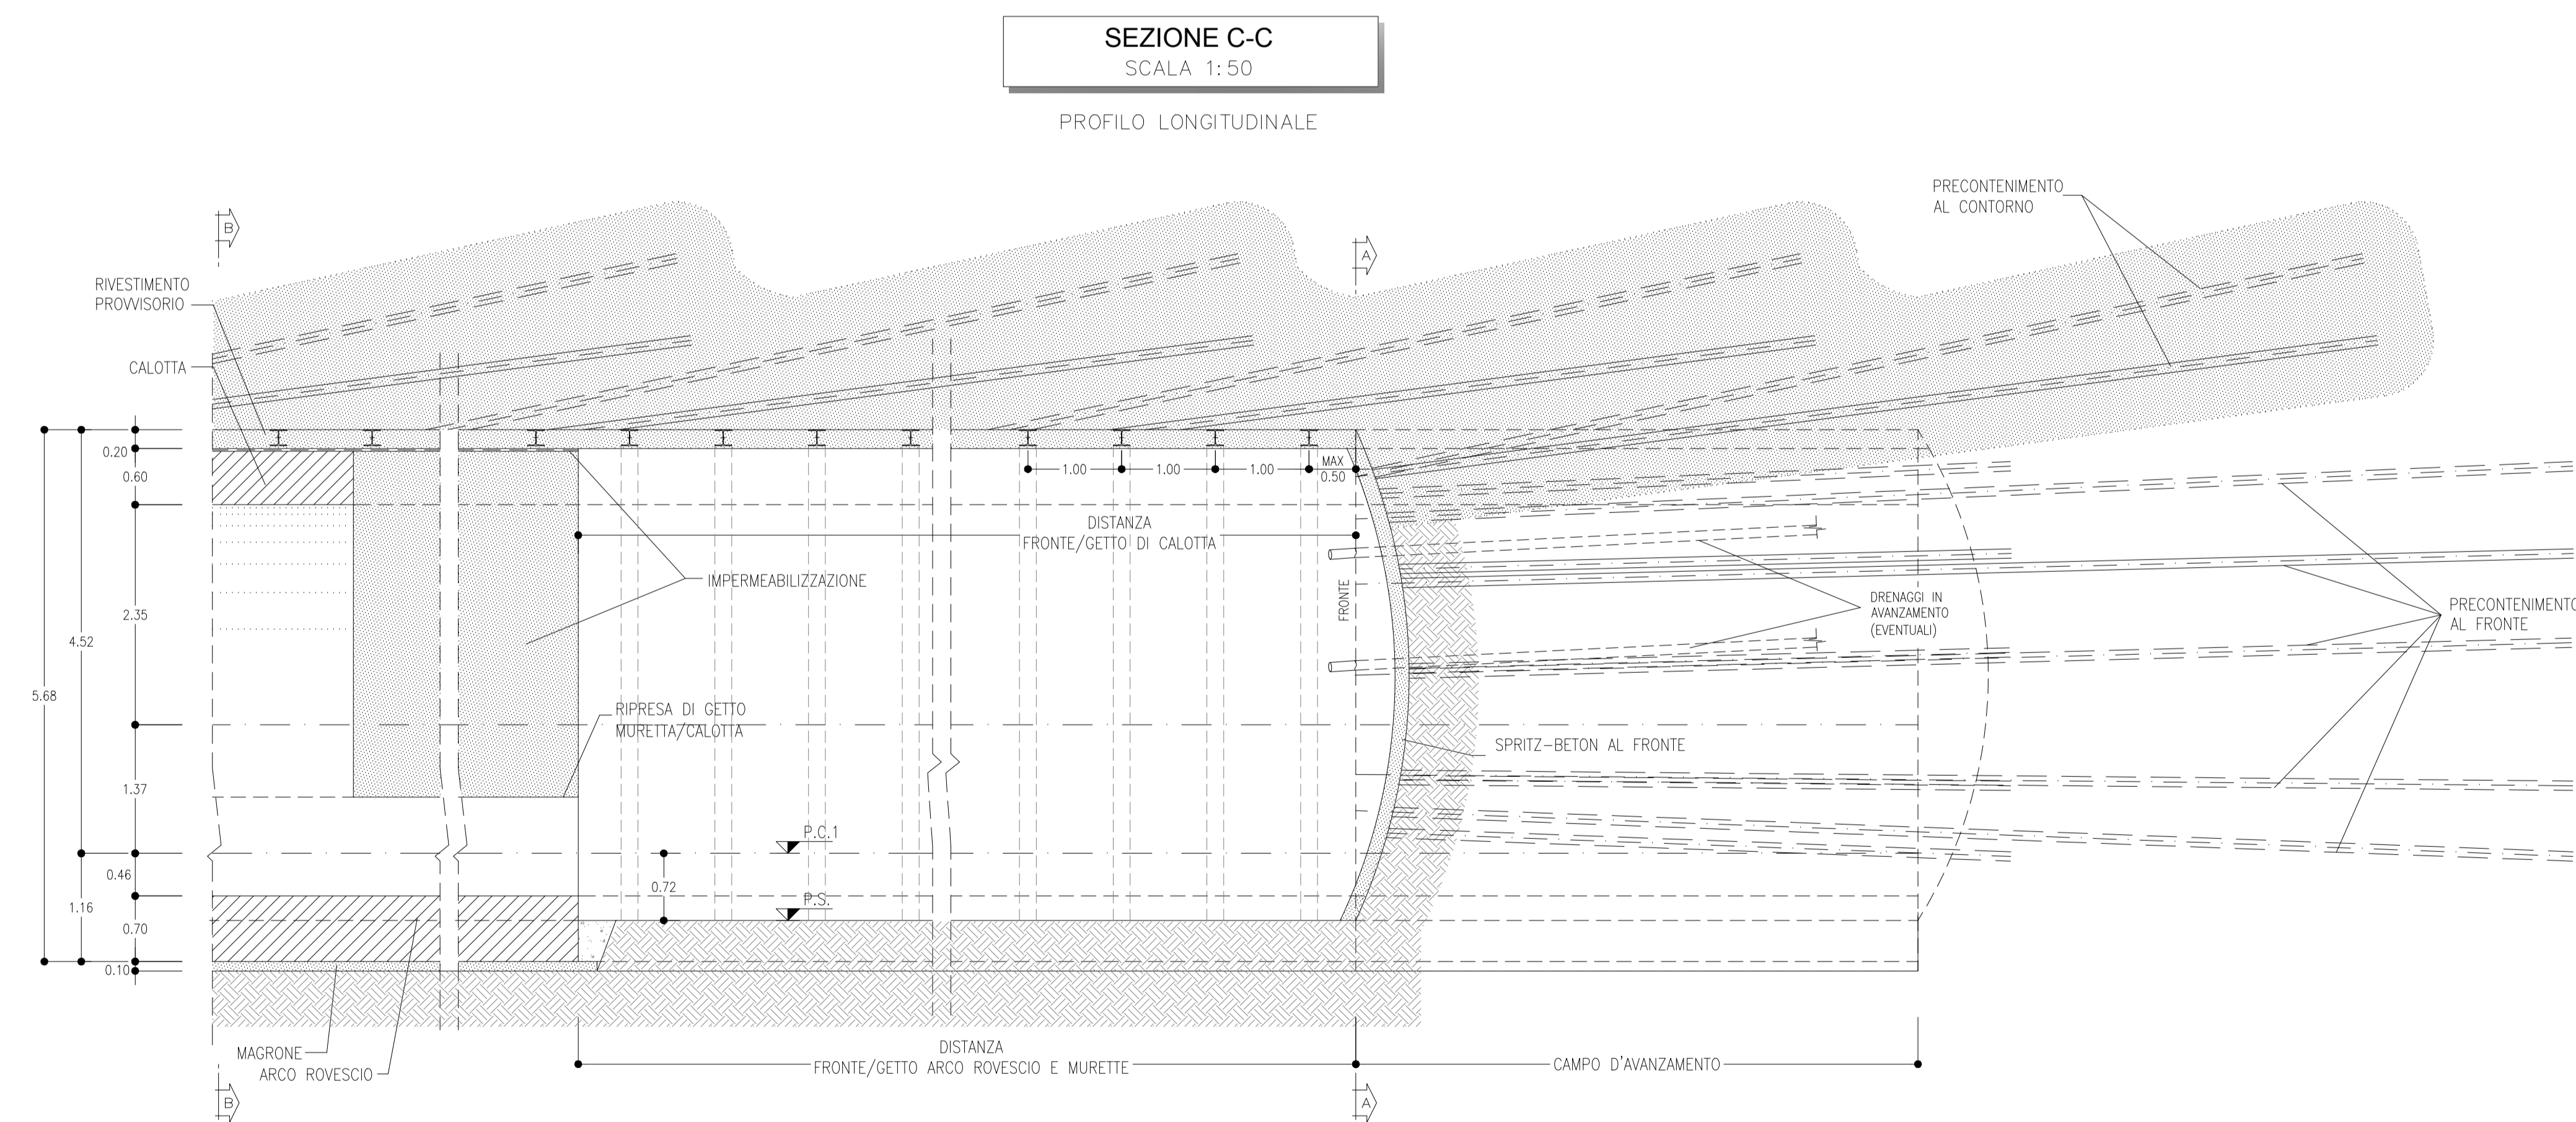 SEZIONE C-C
SCALA 1:50
PROFILO LONGITUDINALE
PRECONTENIMENTO
AL CONTORNO
B
A
RIVESTIMENTO
PROVVISORIO
CALOTTA
0.20
0.60
1.00
1.00
1.00
MAX
0.50
DISTANZA
FRONTE/GETTO DI CALOTTA
IMPERMEABILIZZAZIONE
FRONTE
DRENAGGI IN
AVANZAMENTO
(EVENTUALI)
PRECONTENIMENTO
AL FRONTE
2.35
4.52
5.68
RIPRESA DI GETTO
MURETTA/CALOTTA
SPRITZ-BETON AL FRONTE
1.37
P.C.1
0.46
0.72
P.S.
1.16
0.70
0.10
MAGRONE
ARCO ROVESCIO
DISTANZA
FRONTE/GETTO ARCO ROVESCIO E MURETTE
CAMPO D'AVANZAMENTO
B
A